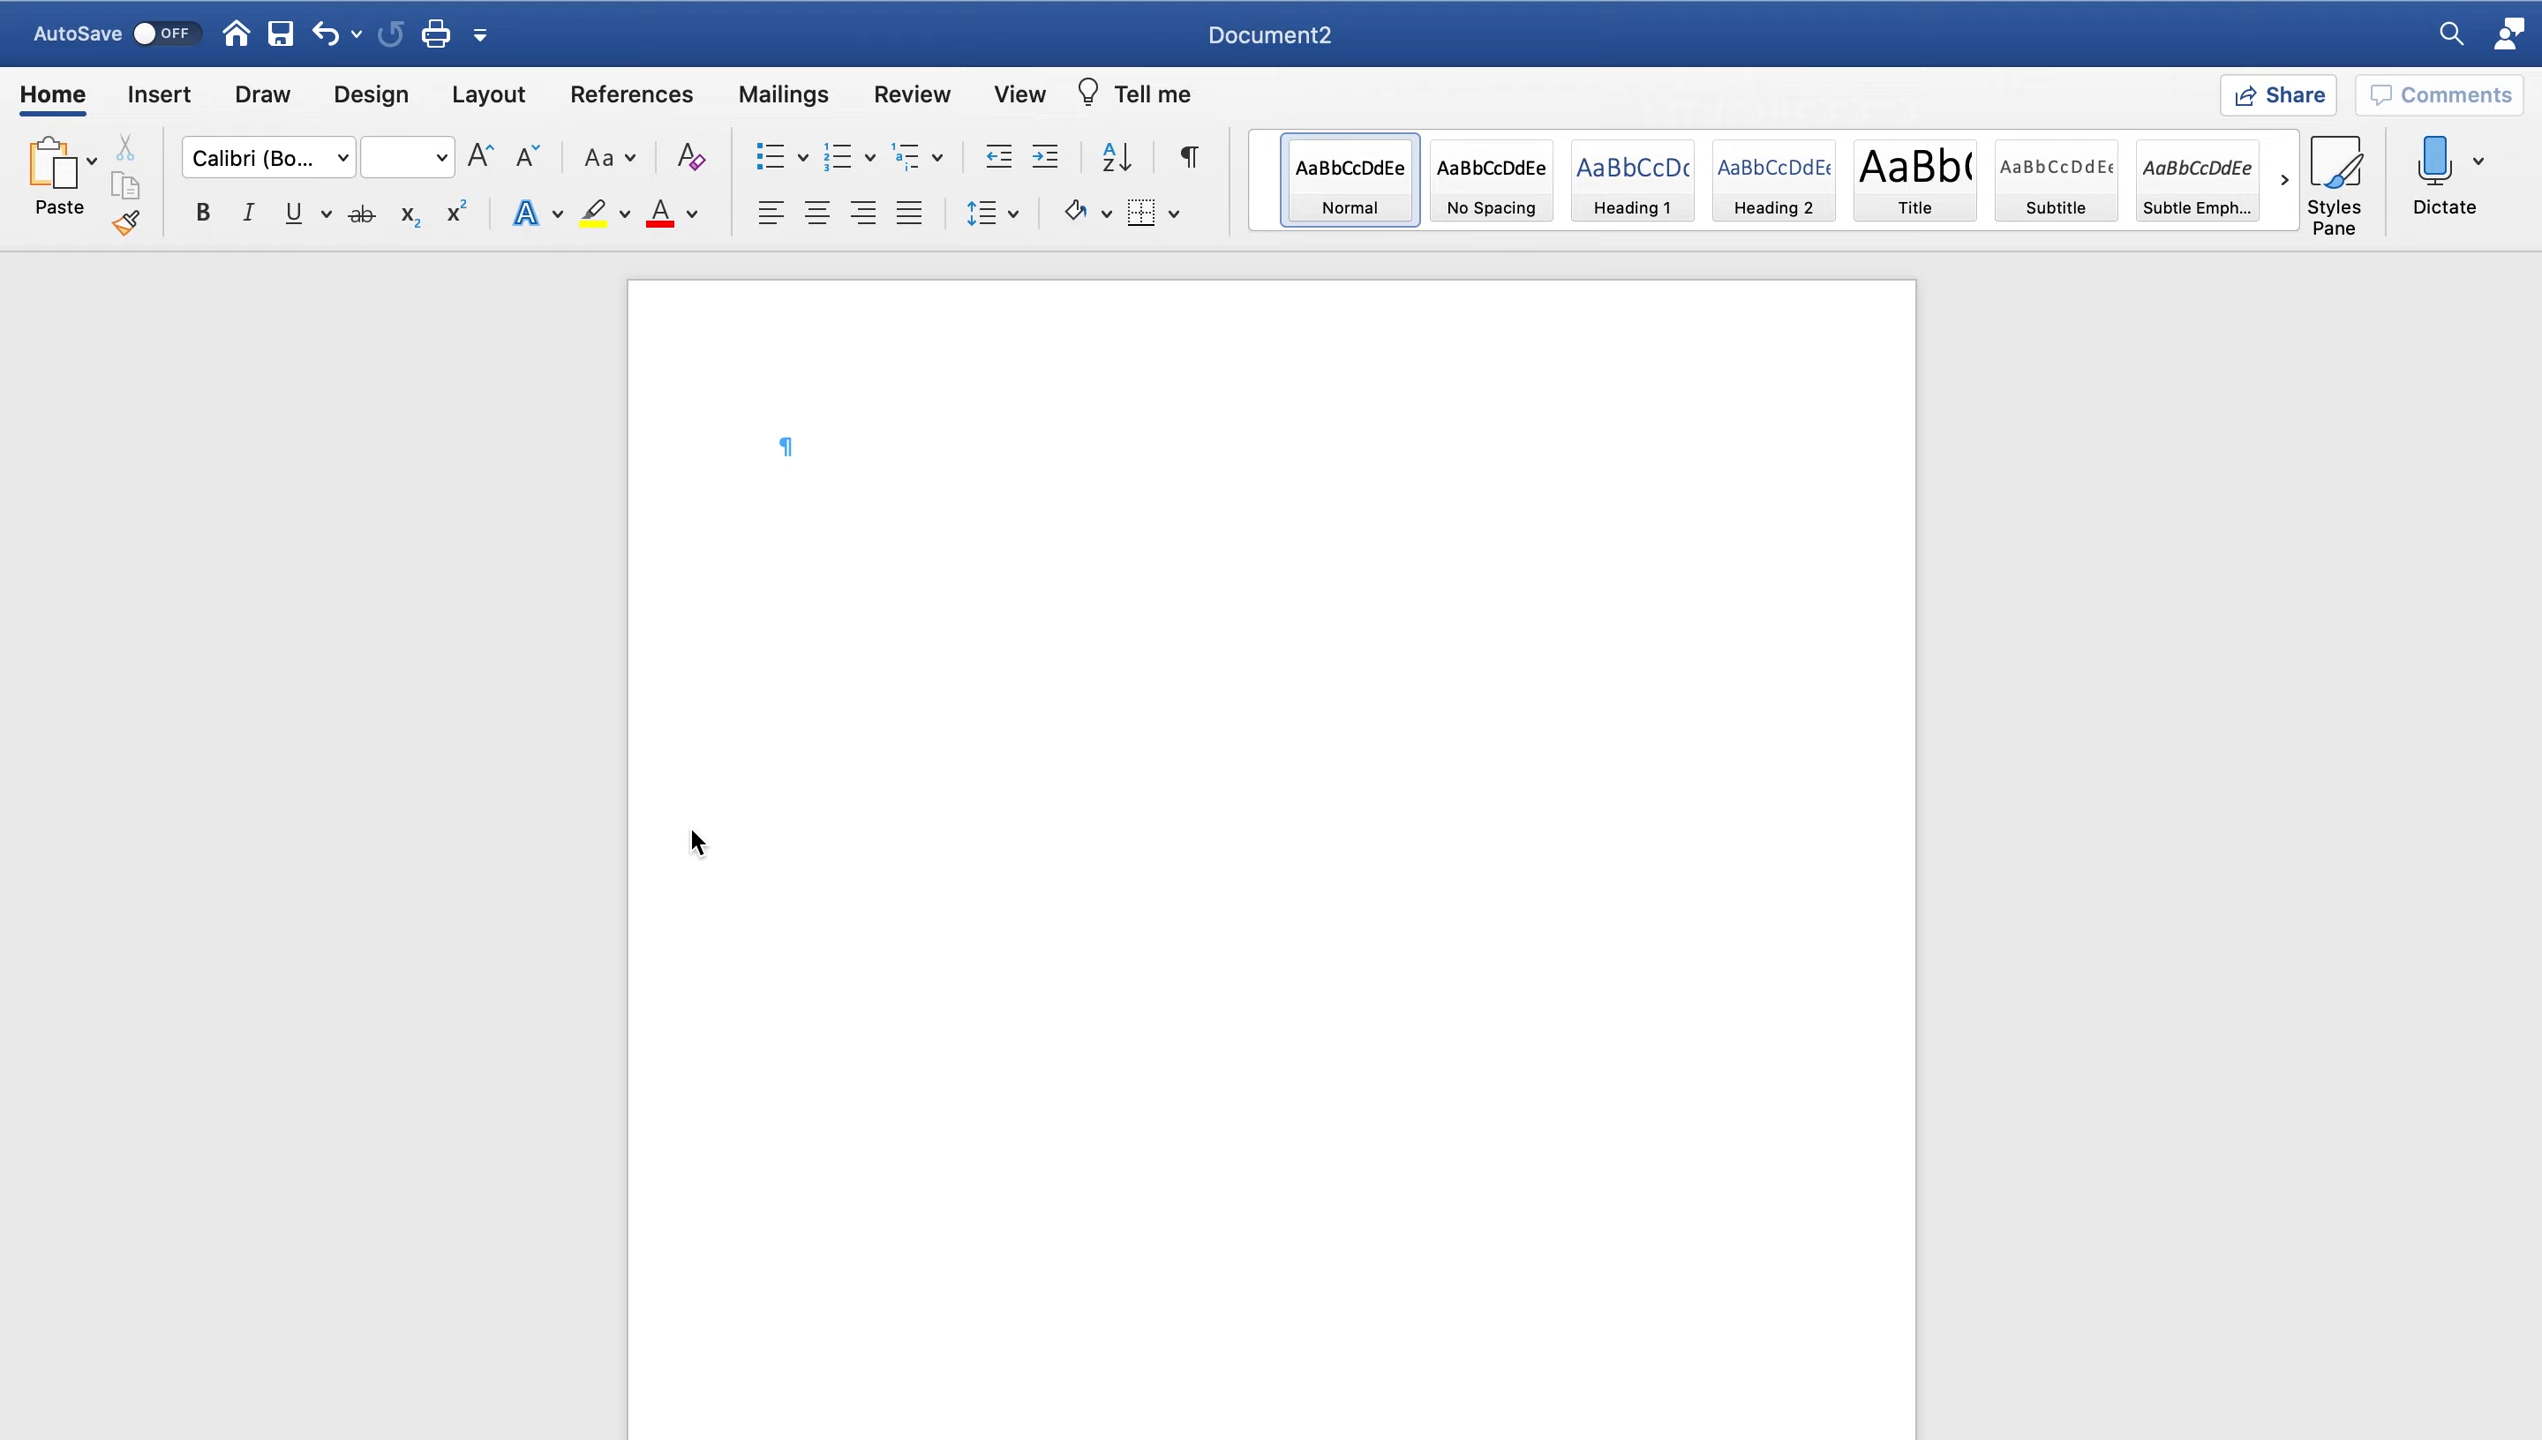 AutoSave OFF Document2
Home Insert Draw Design Layout References Mailings Review View Tell me Share Comments
Paste Calibri (Bo... Aa
AaBbCcDdEe AaBbCcDdEe AaBbCcDc AaBbCcDdEe AaBb( AaBbCcDdEe AaBbCcDdEe
Normal No Spacing Heading 1 Heading 2 Title Subtitle Subtle Emph...
Styles
Pane
Dictate
¶